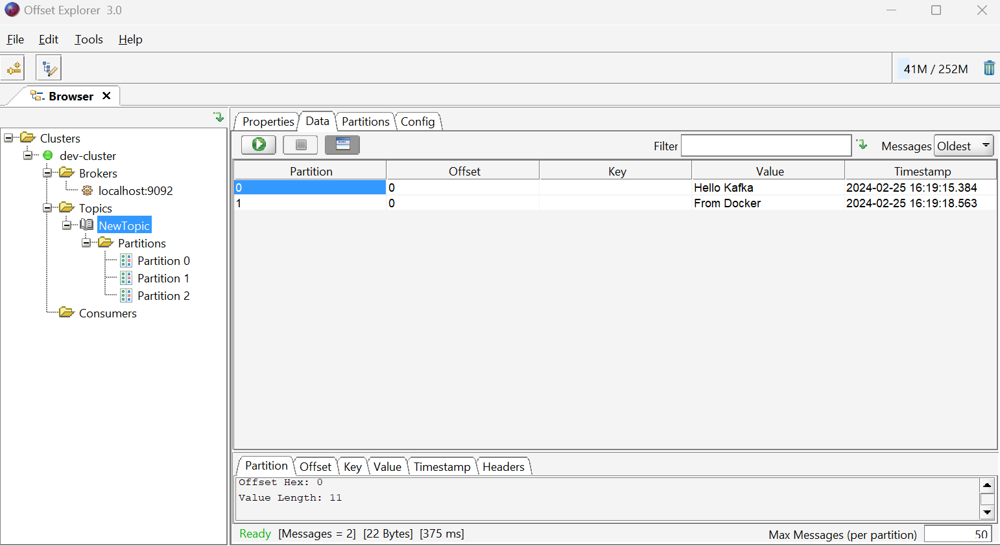 Offset Explorer 3.0
File Edit Tools Help
41M / 252M
Browser
Clusters
dev-cluster
Brokers
localhost:9092
Topics
NewTopic
Partitions
Partition 0
Partition 1
Partition 2
Consumers
Properties Data Partitions Config
Filter Messages Oldest
Partition Offset Key Value Timestamp
0 0 Hello Kafka 2024-02-25 16:19:15.384
1 0 From Docker 2024-02-25 16:19:18.563
Partition Offset Key Value Timestamp Headers
Offset Hex: 0
Value Length: 11
Ready [Messages = 2] [22 Bytes] [375 ms]
Max Messages (per partition) 50